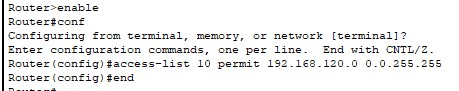 Router>enable
Router#conf
Configuring from terminal, memory, or network [terminal]?
Enter configuration commands, one per line.  End with CNTL/Z.
Router(config)#access-list 10 permit 192.168.120.0 0.0.255.255
Router(config)#end
Router#